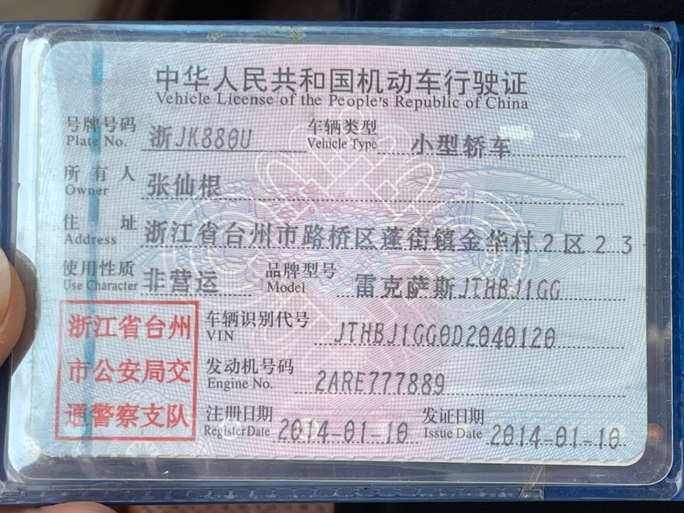 中华人民共和国机动车行驶证
Vehicle License of the People's Republic of China
号牌号码 浙JK880U 车辆类型 小型轿车
Plate No. Vehicle Type
所有人 张仙根
Owner
住址 浙江省台州市路桥区蓬街镇金华村2区23-
Address
使用性质 非营运 品牌型号 雷克萨斯JTHBJ1GG
Use Character Model
浙江省台州
市公安局交
通警察支队
车辆识别代号 JTHBJ1GG0D2040120
VIN
发动机号码 2ARE777889
Engine No.
注册日期 2014-01-10 发证日期 2014-01-10
Register Date Issue Date